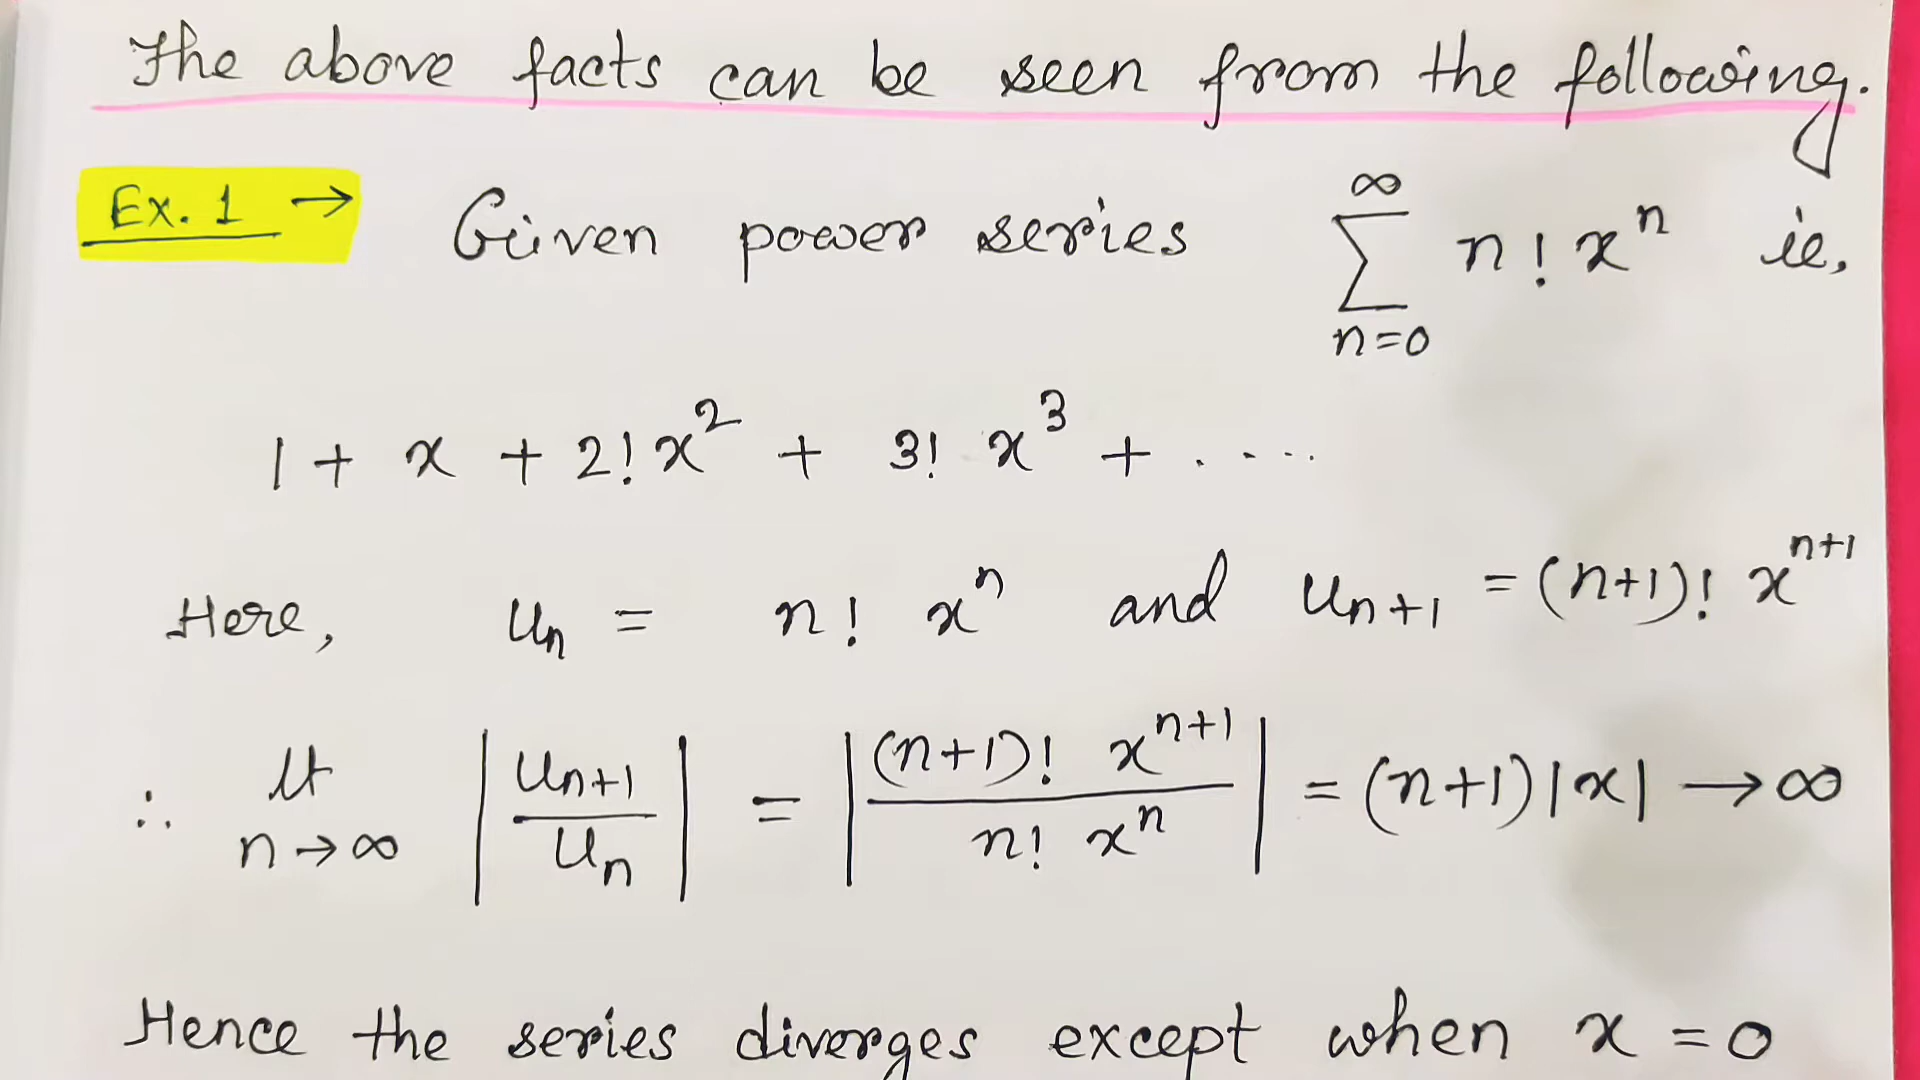 The above facts can be seen from the following.
Ex. 1 → Given power series ∑_{n=0}^{∞} n! x^n ie,
1 + x + 2! x^2 + 3! x^3 + .....
Here, u_n = n! x^n and u_{n+1} = (n+1)! x^{n+1}
∴ lt_{n→∞} |u_{n+1}/u_n| = |(n+1)! x^{n+1}/n! x^n| = (n+1)|x| → ∞
Hence the series diverges except when x = 0